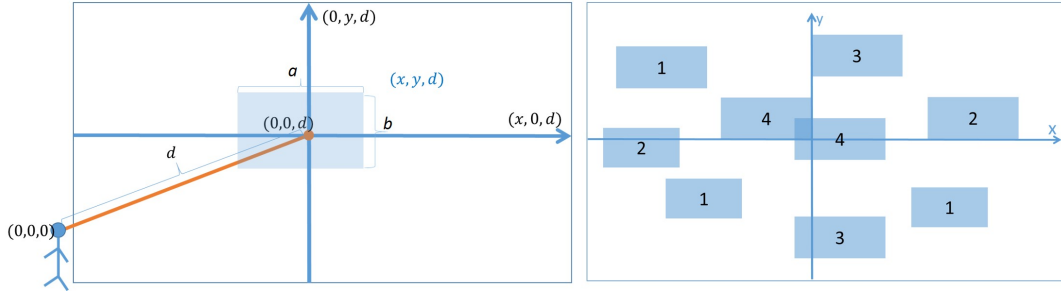 (0, y, d)
a
(x, y, d)
b
(0,0, d)
(x, 0, d)
d
(0,0,0)
y
3
1
4
2
4
x
2
1
1
3